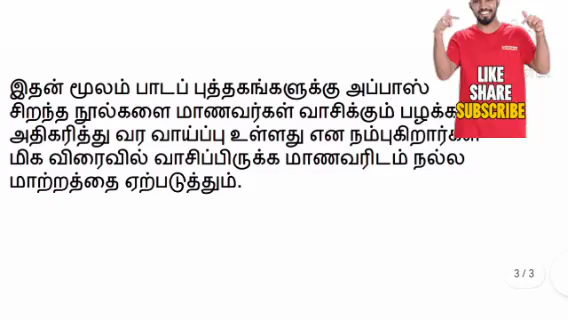 LIKE
SHARE
SUBSCRIBE
இதன் மூலம் பாடப் புத்தகங்களுக்கு அப்பாஸ்
சிறந்த நூல்களை மாணவர்கள் வாசிக்கும்
அதிகரித்து வர வாய்ப்பு உள்ளது என
மிக விரைவில் வாசிப்பிருக்க மாணவரிடம் நல்ல
மாற்றத்தை ஏற்படுத்தும்.
3 / 3